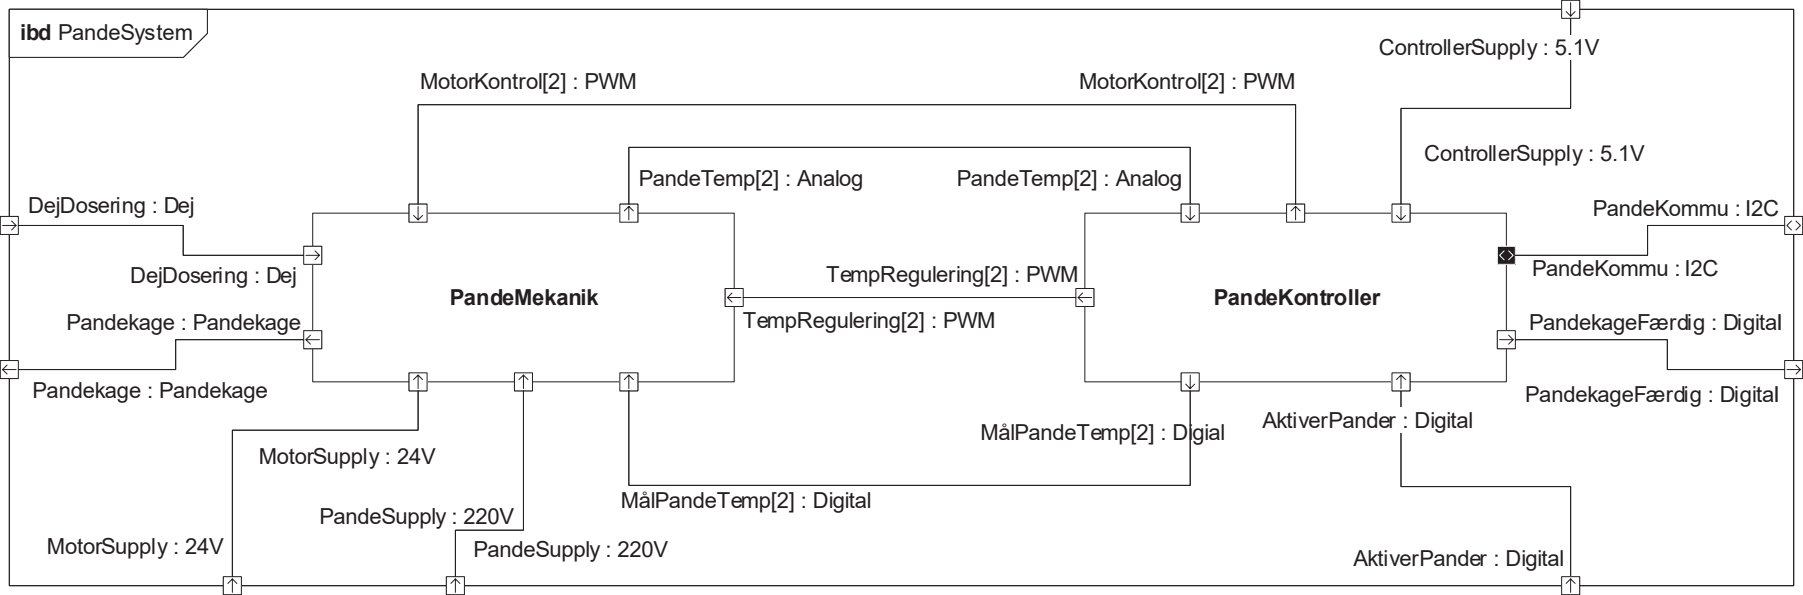 ibd PandeSystem
ControllerSupply : 5.1V
MotorKontrol[2] : PWM
MotorKontrol[2] : PWM
ControllerSupply : 5.1V
PandeTemp[2] : Analog
PandeTemp[2] : Analog
DejDosering : Dej
PandeKommu : I2C
DejDosering : Dej
TempRegulering[2] : PWM
PandeKommu : I2C
PandeMekanik
PandeKontroller
Pandekage : Pandekage
TempRegulering[2] : PWM
PandekageFærdig : Digital
Pandekage : Pandekage
PandekageFærdig : Digital
MotorSupply : 24V
MålPandeTemp[2] : Digial
AktiverPander : Digital
MålPandeTemp[2] : Digital
PandeSupply : 220V
MotorSupply : 24V
PandeSupply : 220V
AktiverPander : Digital